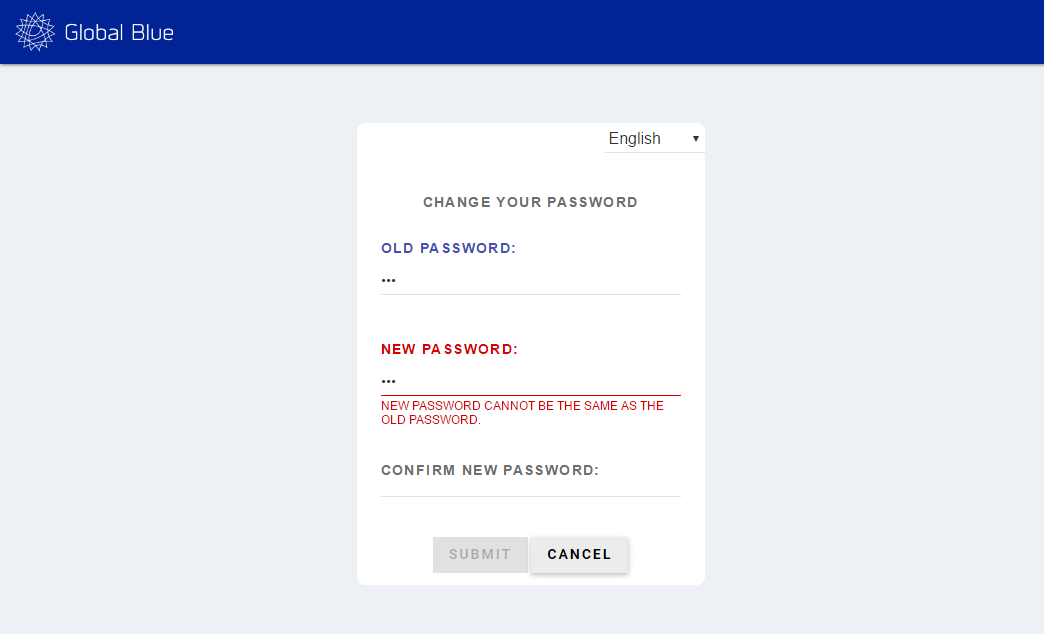 Global Blue
English
CHANGE YOUR PASSWORD
OLD PASSWORD:
•••
NEW PASSWORD:
•••
NEW PASSWORD CANNOT BE THE SAME AS THE
OLD PASSWORD.
CONFIRM NEW PASSWORD:
SUBMIT CANCEL